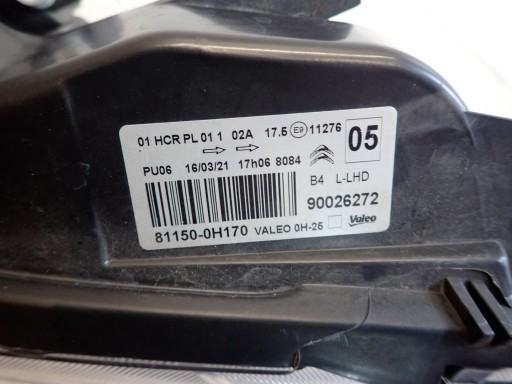 01 HCR PL 01 1 02A 17.5 E9 11276 05
PU06 16/03/21 17h06 8084
B4 L-LHD
90026272
81150-0H170 VALEO 0H-25 Valeo